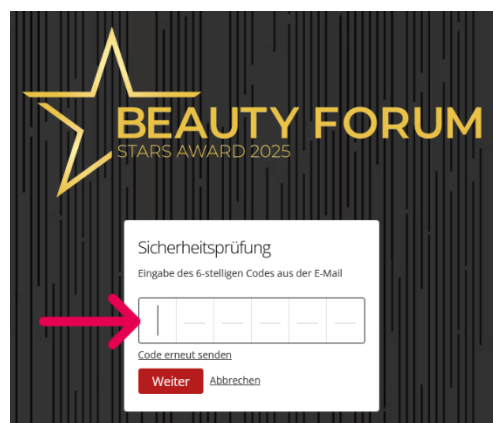 BEAUTY FORUM
STARS AWARD 2025
Sicherheitsprüfung
Eingabe des 6-stelligen Codes aus der E-Mail
Code erneut senden
Weiter Abbrechen